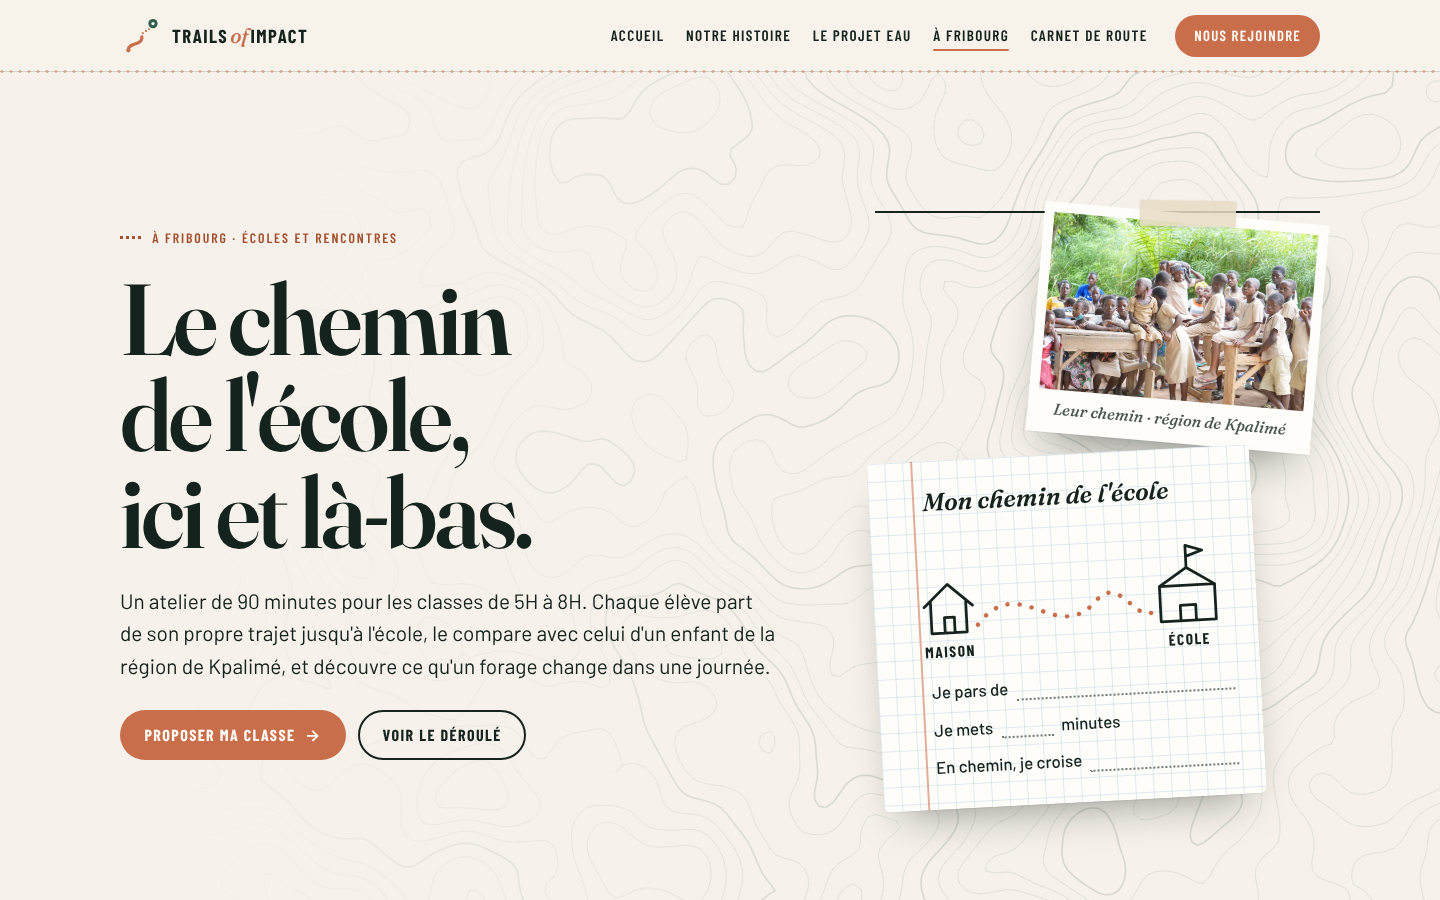 TRAILS of IMPACT
ACCUEIL
NOTRE HISTOIRE
LE PROJET EAU
À FRIBOURG
CARNET DE ROUTE
NOUS REJOINDRE
À FRIBOURG · ÉCOLES ET RENCONTRES
Le chemin
de l'école,
ici et là-bas.
Un atelier de 90 minutes pour les classes de 5H à 8H. Chaque élève part
de son propre trajet jusqu'à l'école, le compare avec celui d'un enfant de la
région de Kpalimé, et découvre ce qu'un forage change dans une journée.
PROPOSER MA CLASSE →
VOIR LE DÉROULÉ
Leur chemin · région de Kpalimé
Mon chemin de l'école
MAISON
ÉCOLE
Je pars de
Je mets minutes
En chemin, je croise